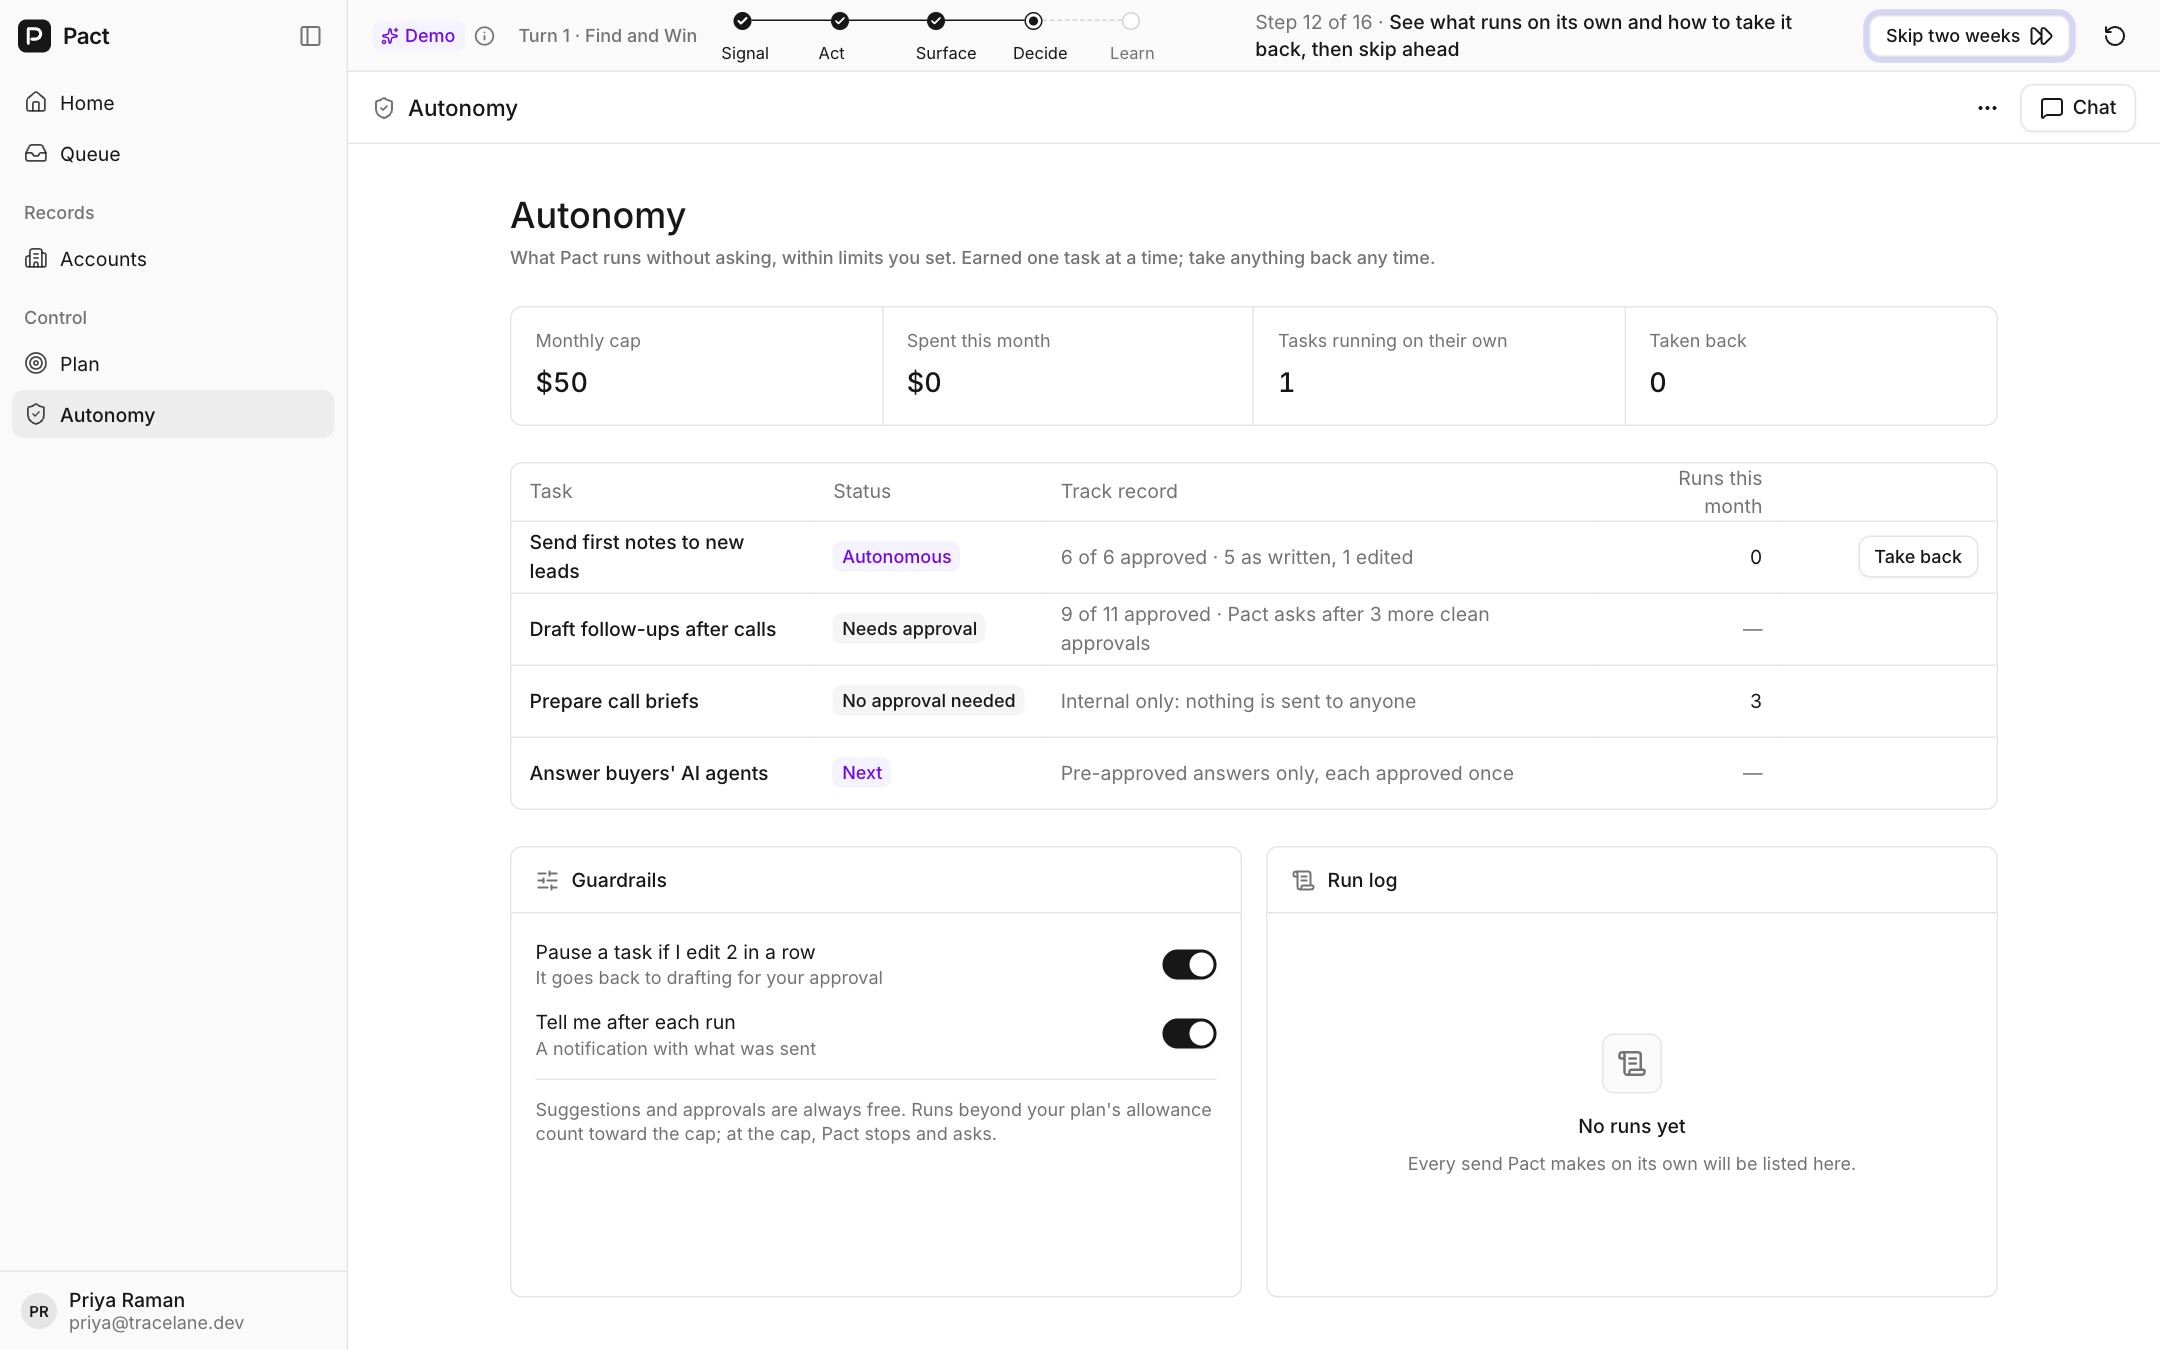 Pact
Demo
Turn 1 · Find and Win
Signal
Act
Surface
Decide
Learn
Step 12 of 16 · See what runs on its own and how to take it
back, then skip ahead
Skip two weeks
Home
Queue
Records
Accounts
Control
Plan
Autonomy
Priya Raman
PR
priya@tracelane.dev
Autonomy
Chat
Autonomy
What Pact runs without asking, within limits you set. Earned one task at a time; take anything back any time.
Monthly cap
$50
Spent this month
$0
Tasks running on their own
1
Taken back
0
Task
Status
Track record
Runs this
month
Send first notes to new
leads
Autonomous
6 of 6 approved · 5 as written, 1 edited
0
Take back
Draft follow-ups after calls
Needs approval
9 of 11 approved · Pact asks after 3 more clean
approvals
—
Prepare call briefs
No approval needed
Internal only: nothing is sent to anyone
3
Answer buyers' AI agents
Next
Pre-approved answers only, each approved once
—
Guardrails
Pause a task if I edit 2 in a row
It goes back to drafting for your approval
Tell me after each run
A notification with what was sent
Suggestions and approvals are always free. Runs beyond your plan's allowance
count toward the cap; at the cap, Pact stops and asks.
Run log
No runs yet
Every send Pact makes on its own will be listed here.